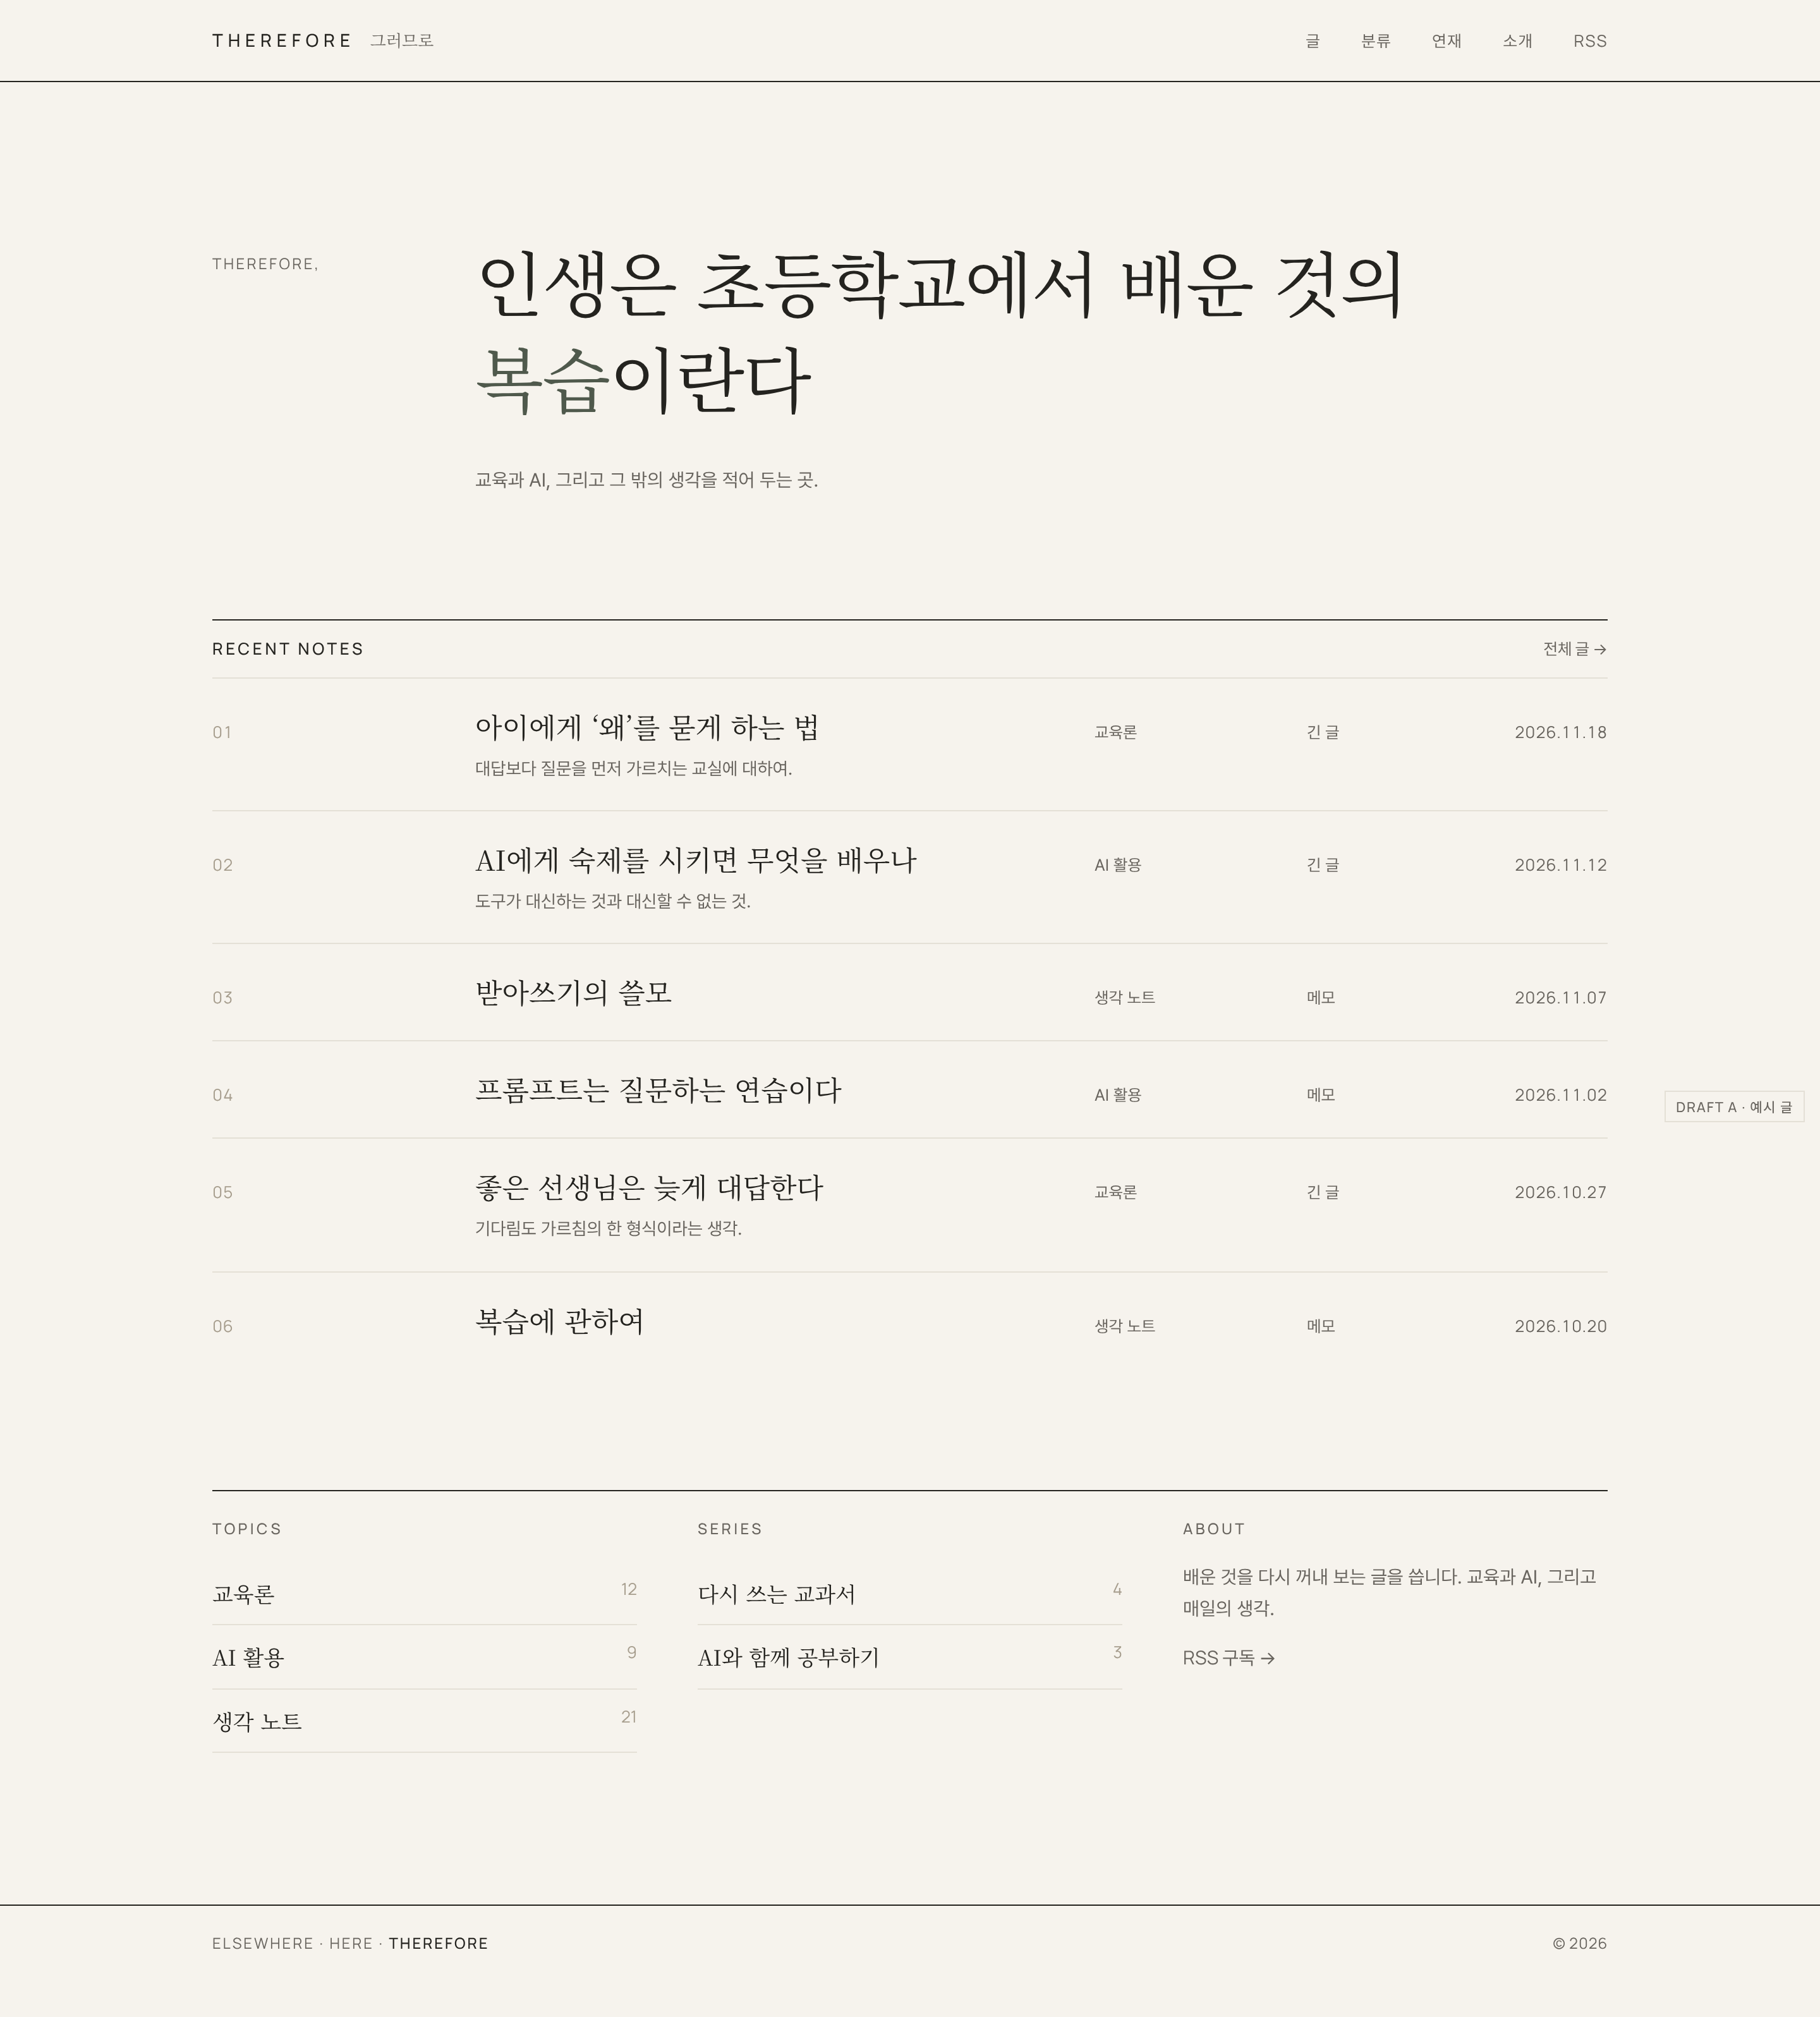 THEREFORE 그러므로
글 분류 연재 소개 RSS
THEREFORE,
인생은 초등학교에서 배운 것의
복습이란다
교육과 AI, 그리고 그 밖의 생각을 적어 두는 곳.
RECENT NOTES 전체 글 →
01 아이에게 ‘왜’를 묻게 하는 법 교육론 긴 글 2026.11.18
대답보다 질문을 먼저 가르치는 교실에 대하여.
02 AI에게 숙제를 시키면 무엇을 배우나 AI 활용 긴 글 2026.11.12
도구가 대신하는 것과 대신할 수 없는 것.
03 받아쓰기의 쓸모 생각 노트 메모 2026.11.07
04 프롬프트는 질문하는 연습이다 AI 활용 메모 2026.11.02
DRAFT A · 예시 글
05 좋은 선생님은 늦게 대답한다 교육론 긴 글 2026.10.27
기다림도 가르침의 한 형식이라는 생각.
06 복습에 관하여 생각 노트 메모 2026.10.20
TOPICS
교육론 12
AI 활용 9
생각 노트 21
SERIES
다시 쓰는 교과서 4
AI와 함께 공부하기 3
ABOUT
배운 것을 다시 꺼내 보는 글을 씁니다. 교육과 AI, 그리고
매일의 생각.
RSS 구독 →
ELSEWHERE · HERE · THEREFORE
© 2026